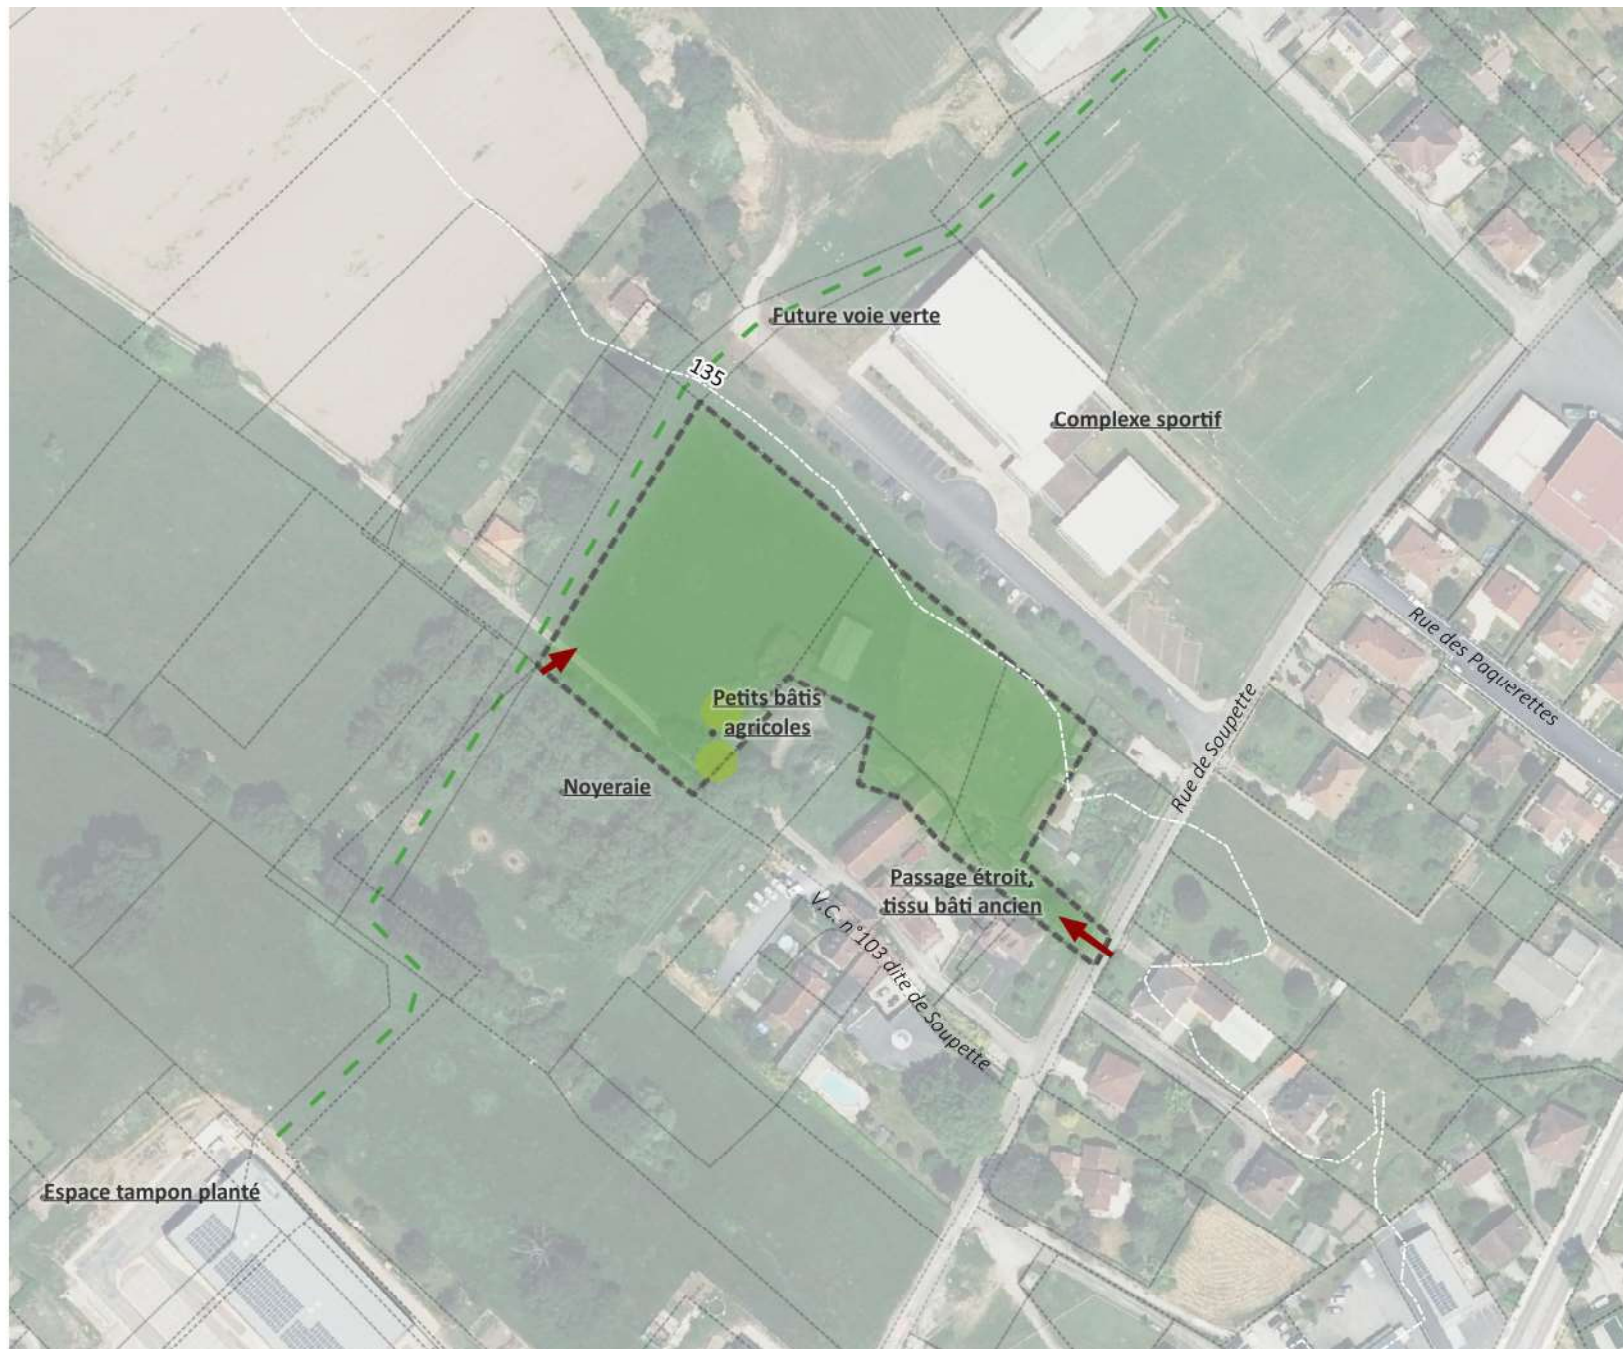 Future voie verte
135
Complexe sportif
Rue des Paquerettes
Petits bâtis
agricoles
Rue de Soupette
Noyeraie
Passage étroit,
tissu bâti ancien
V.C. n°103 dite de Soupette
Espace tampon planté